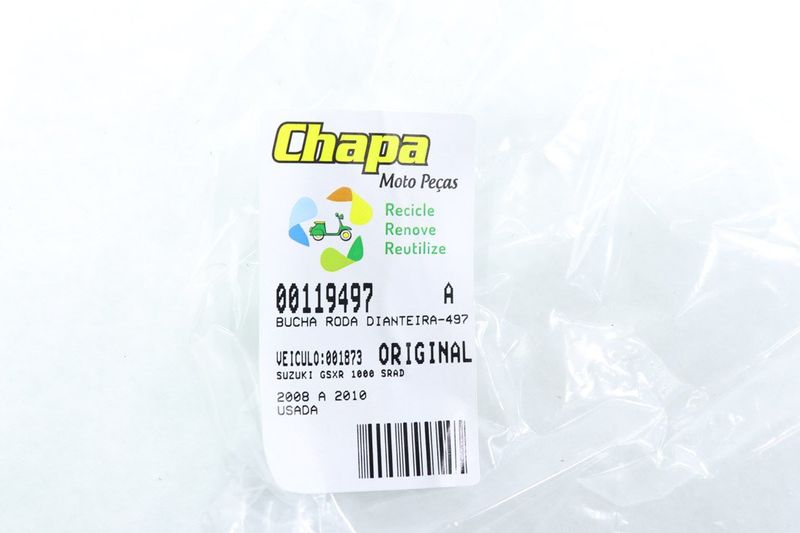 Chapa
Moto Peças
Recicle
Renove
Reutilize
00119497 A
BUCHA RODA DIANTEIRA-497
VEICULO:001873 ORIGINAL
SUZUKI GSXR 1000 SRAD
2008 A 2010
USADA